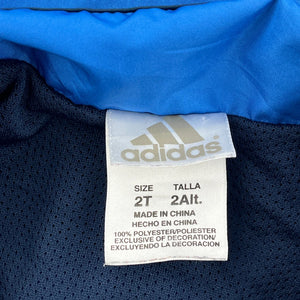 adidas
SIZE TALLA
2T 2Alt.
MADE IN CHINA
HECHO EN CHINA
100% POLYESTER/POLIESTER
EXCLUSIVE OF DECORATION/
EXCLUYENDO LA DECORACION